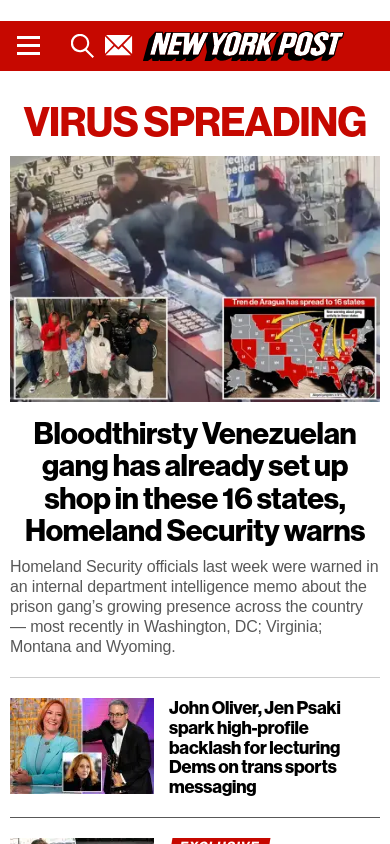 NEW YORK POST
VIRUS SPREADING
Tren de Aragua has spread to 16 states
Bloodthirsty Venezuelan
gang has already set up
shop in these 16 states,
Homeland Security warns
Homeland Security officials last week were warned in
an internal department intelligence memo about the
prison gang’s growing presence across the country
— most recently in Washington, DC; Virginia;
Montana and Wyoming.
John Oliver, Jen Psaki
spark high-profile
backlash for lecturing
Dems on trans sports
messaging
EXCLUSIVE